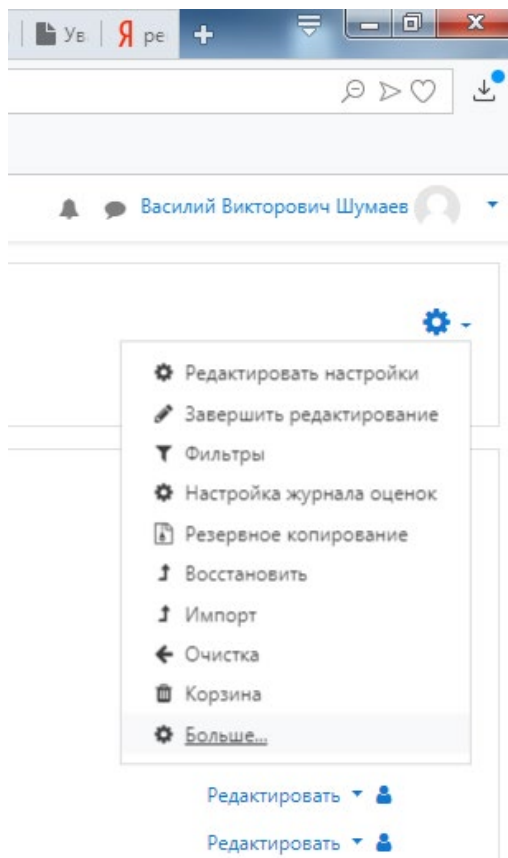 Ув
Я ре
Василий Викторович Шумаев
Редактировать настройки
Завершить редактирование
Фильтры
Настройка журнала оценок
Резервное копирование
Восстановить
Импорт
Очистка
Корзина
Больше...
Редактировать
Редактировать